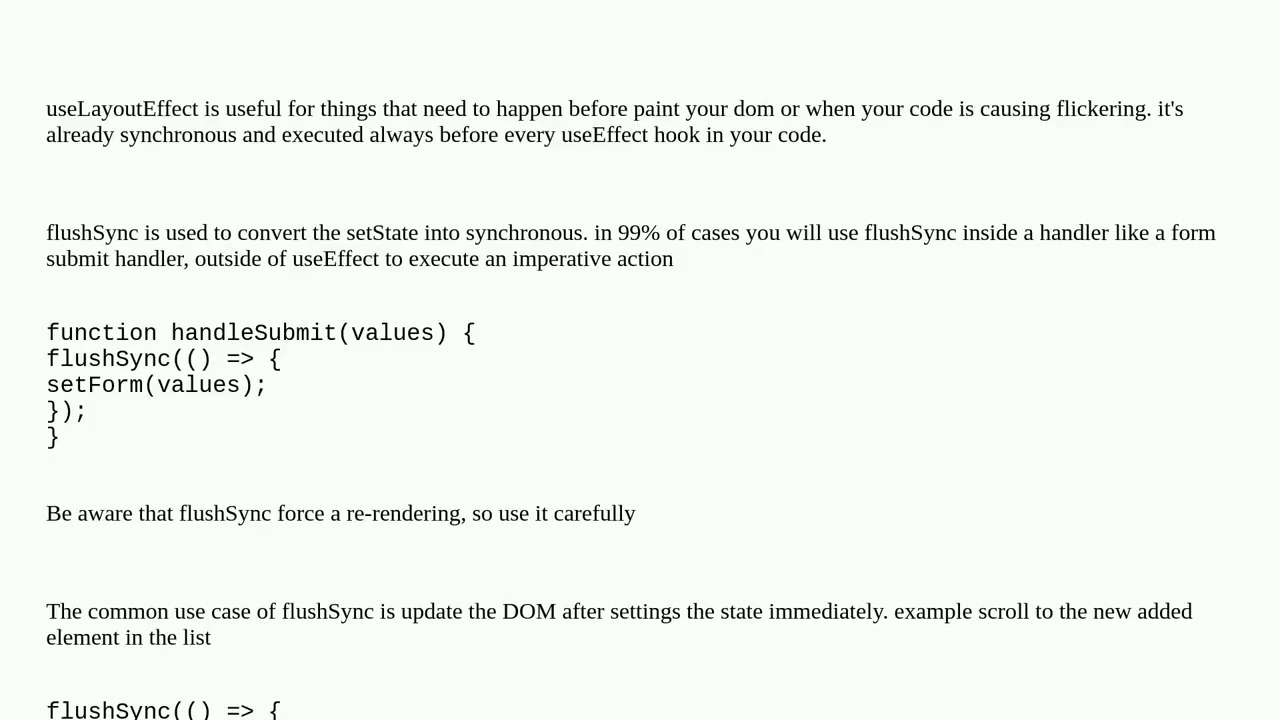 useLayoutEffect is useful for things that need to happen before paint your dom or when your code is causing flickering. it's
already synchronous and executed always before every useEffect hook in your code.
flushSync is used to convert the setState into synchronous. in 99% of cases you will use flushSync inside a handler like a form
submit handler, outside of useEffect to execute an imperative action
function handleSubmit(values) {
flushSync(() => {
setForm(values);
});
}
Be aware that flushSync force a re-rendering, so use it carefully
The common use case of flushSync is update the DOM after settings the state immediately. example scroll to the new added
element in the list
flushSync(() => {